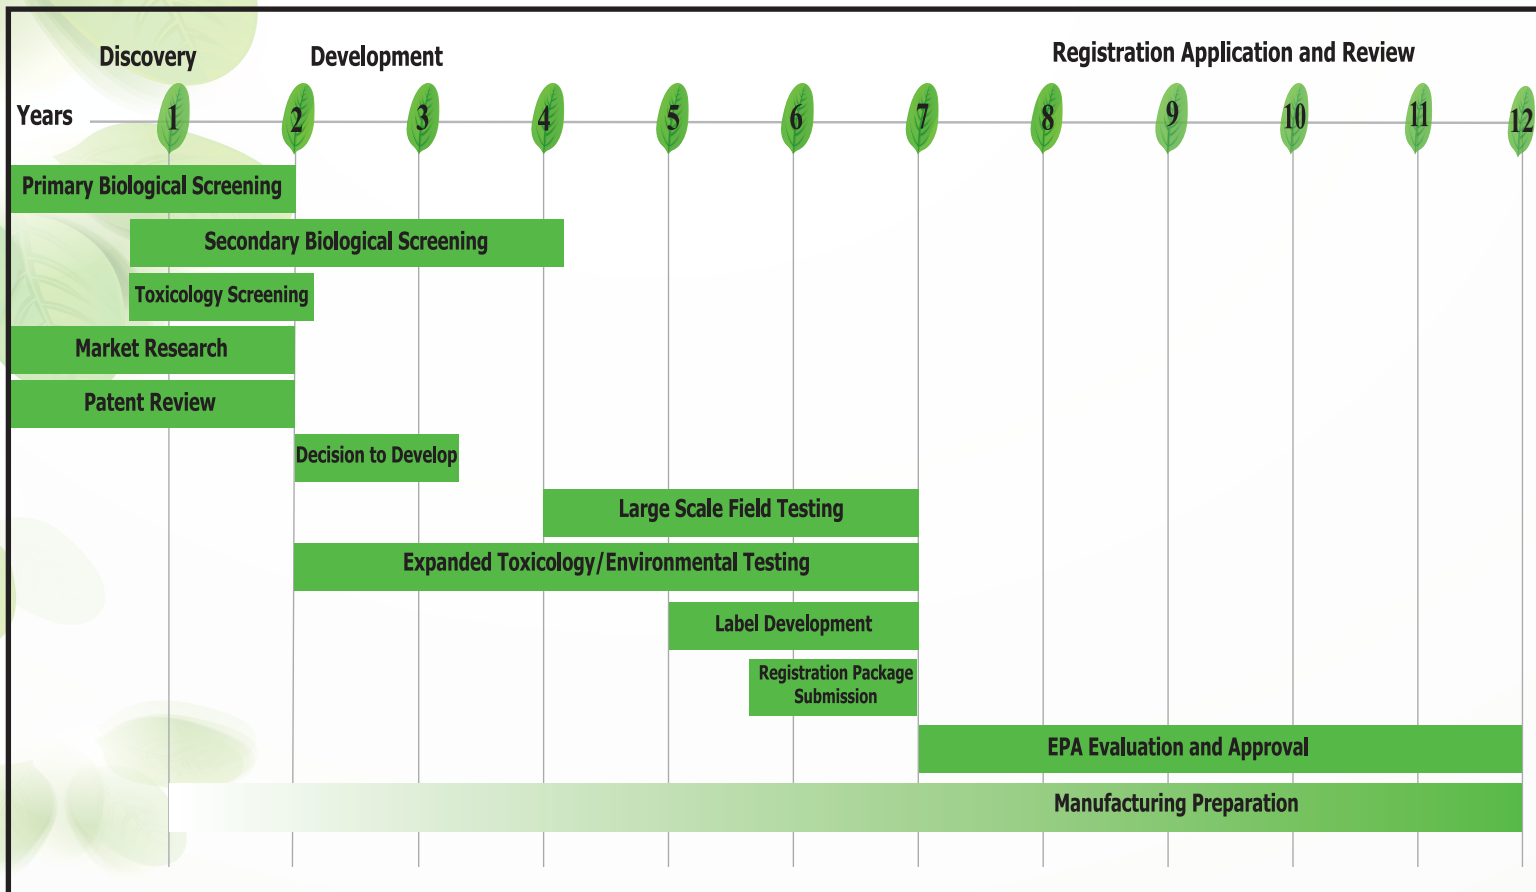 Discovery
Development
Registration Application and Review
Years
1
2
3
4
5
6
7
8
9
10
11
12
Primary Biological Screening
Secondary Biological Screening
Toxicology Screening
Market Research
Patent Review
Decision to Develop
Large Scale Field Testing
Expanded Toxicology/Environmental Testing
Label Development
Registration Package
Submission
EPA Evaluation and Approval
Manufacturing Preparation